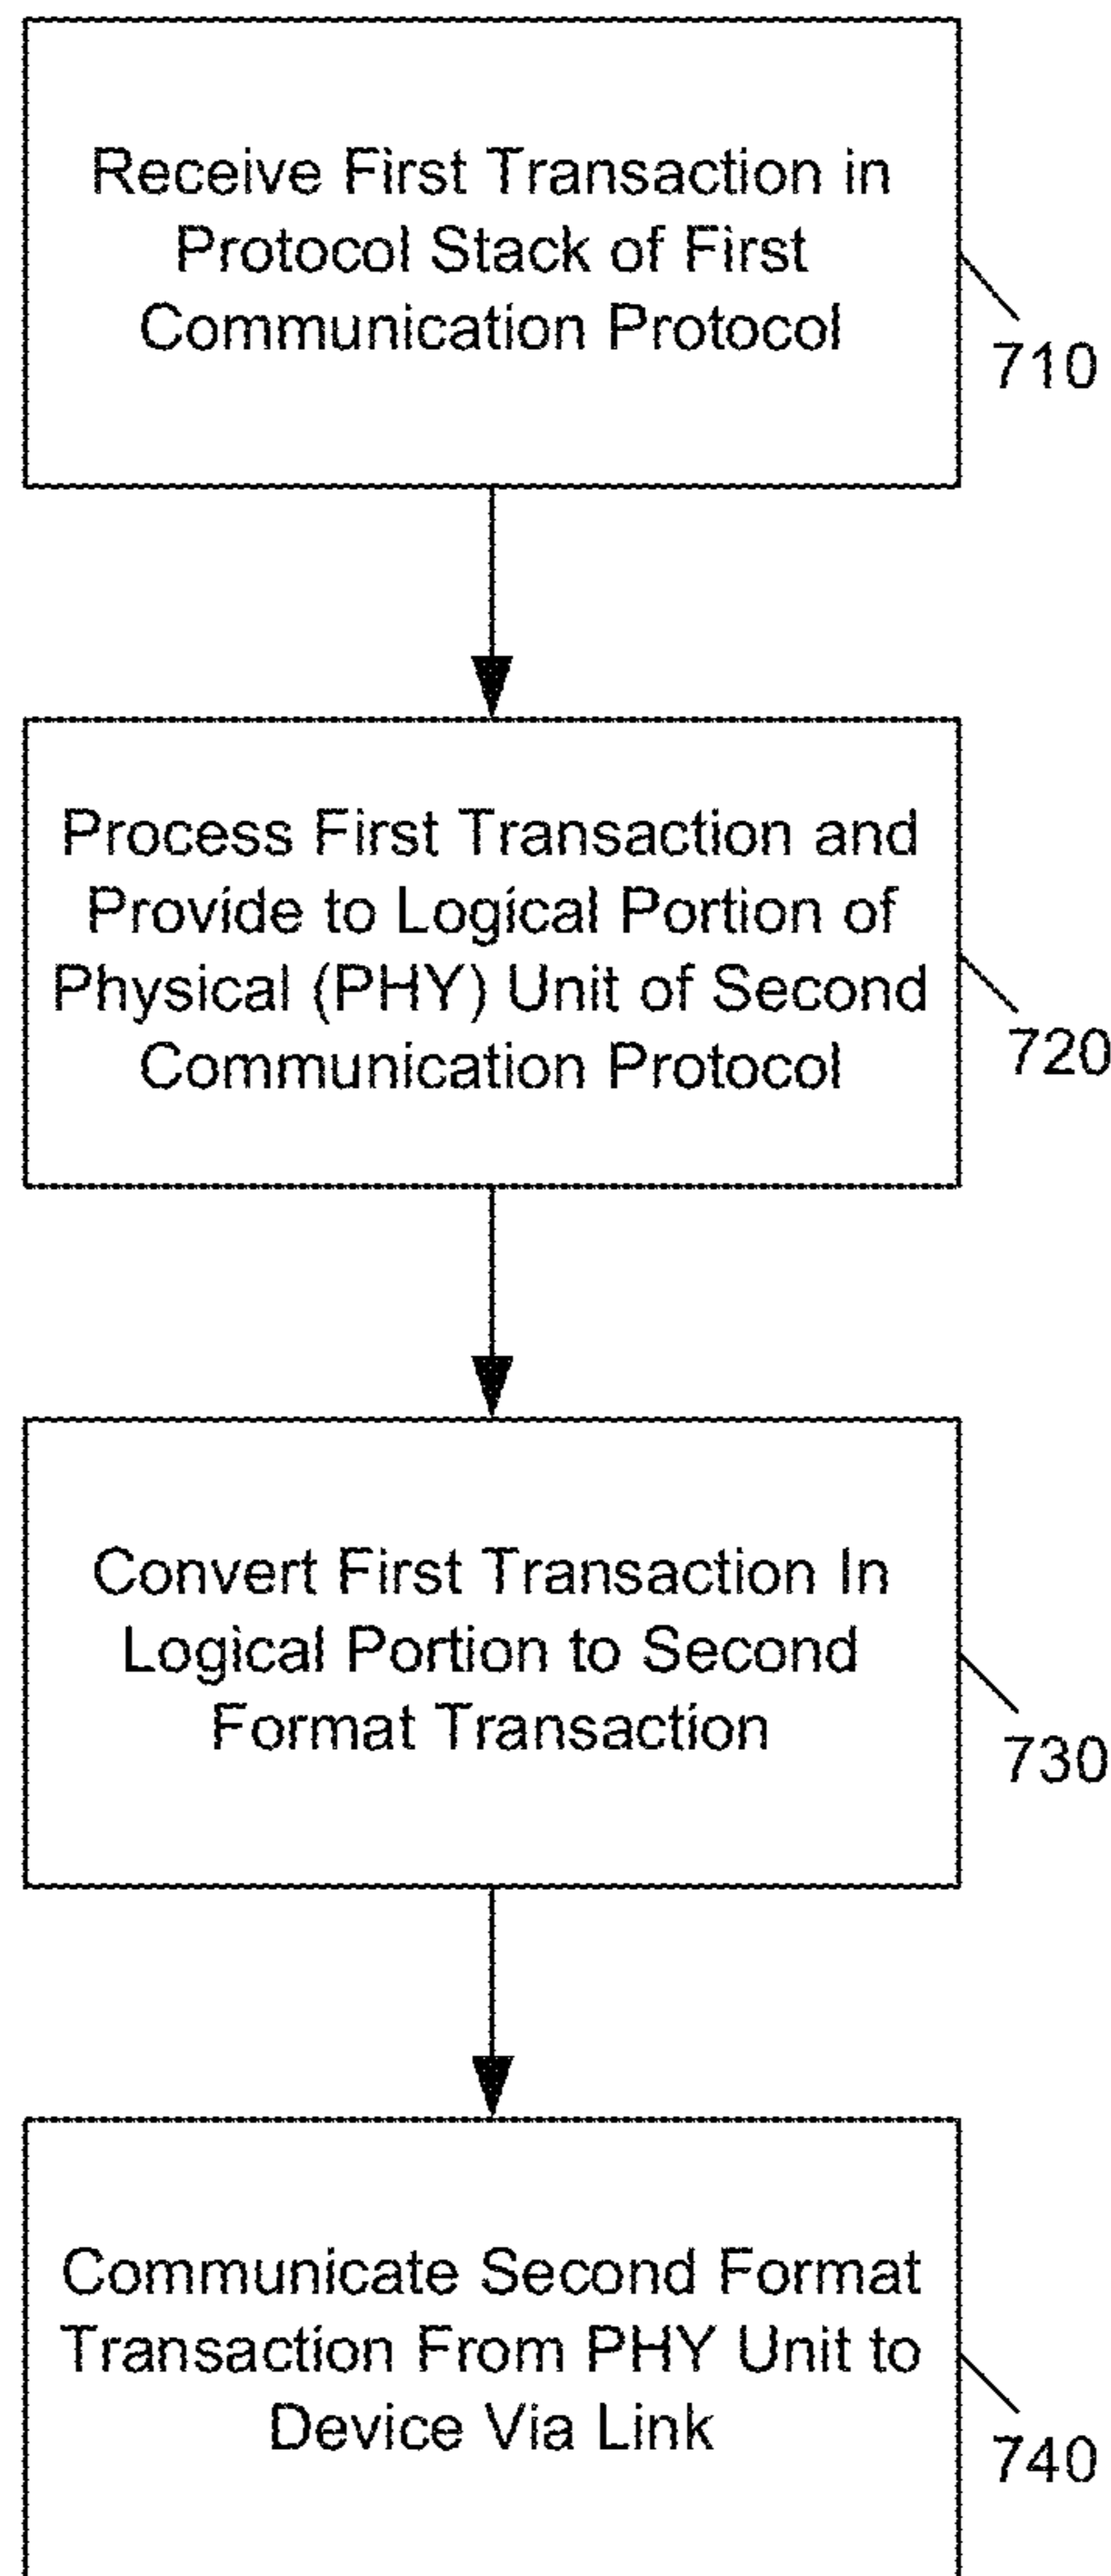 Receive First Transaction in
Protocol Stack of First
Communication Protocol
710
Process First Transaction and
Provide to Logical Portion of
Physical (PHY) Unit of Second
Communication Protocol
720
Convert First Transaction In
Logical Portion to Second
Format Transaction
730
Communicate Second Format
Transaction From PHY Unit to
Device Via Link
740